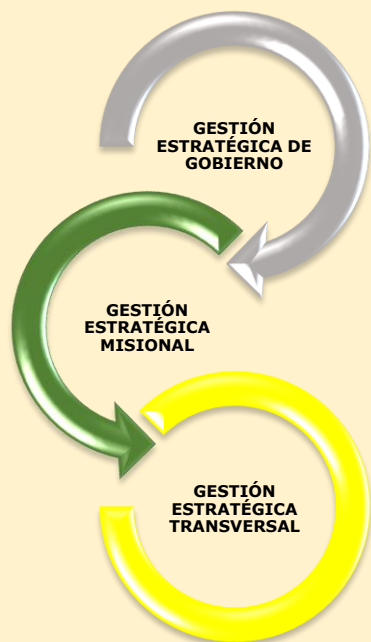 GESTIÓN
ESTRATÉGICA DE
GOBIERNO
GESTIÓN
ESTRATÉGICA
MISIONAL
GESTIÓN
ESTRATÉGICA
TRANSVERSAL